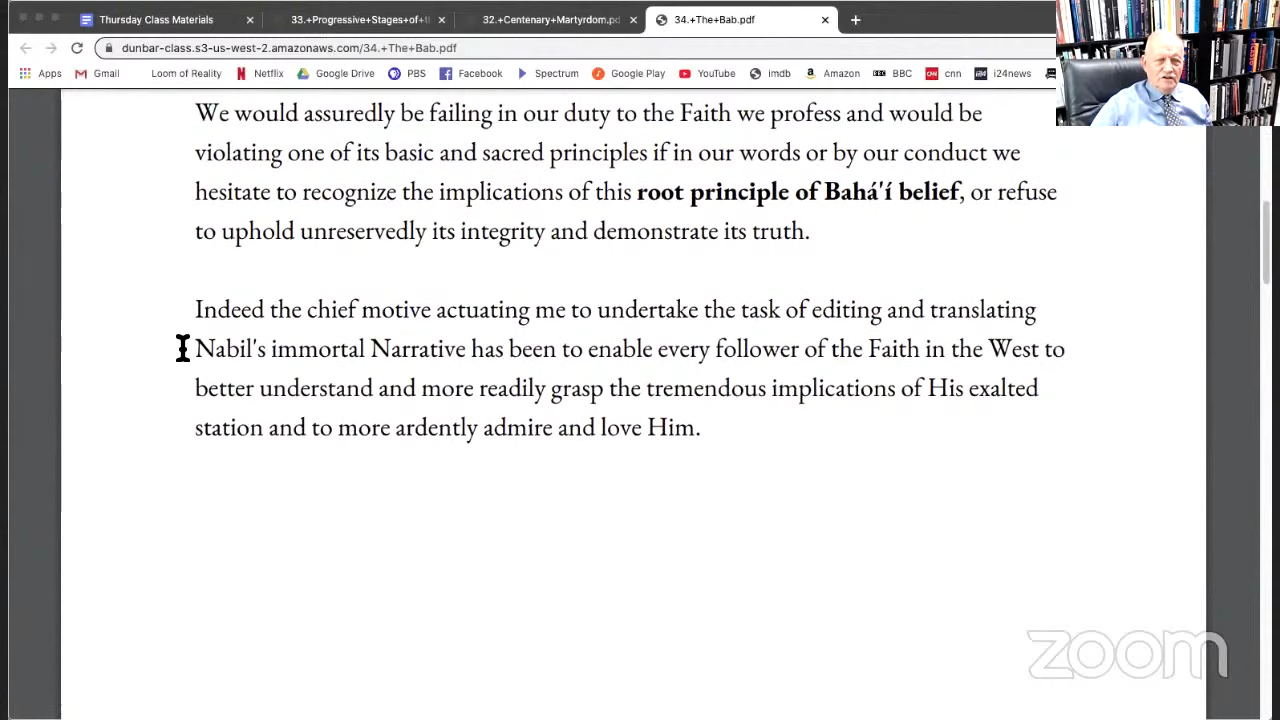 Thursday Class Materials
33.+Progressive+Stages+of+t
32.+Centenary+Martyrdom.pd
34.+The+Bab.pdf
dunbar-class.s3-us-west-2.amazonaws.com/34.+The+Bab.pdf
Apps Gmail Loom of Reality Netflix Google Drive PBS Facebook Spectrum Google Play YouTube imdb Amazon BBC cnn i24news
We would assuredly be failing in our duty to the Faith we profess and would be
violating one of its basic and sacred principles if in our words or by our conduct we
hesitate to recognize the implications of this root principle of Bahá'í belief, or refuse
to uphold unreservedly its integrity and demonstrate its truth.
Indeed the chief motive actuating me to undertake the task of editing and translating
Nabil's immortal Narrative has been to enable every follower of the Faith in the West to
better understand and more readily grasp the tremendous implications of His exalted
station and to more ardently admire and love Him.
zoom